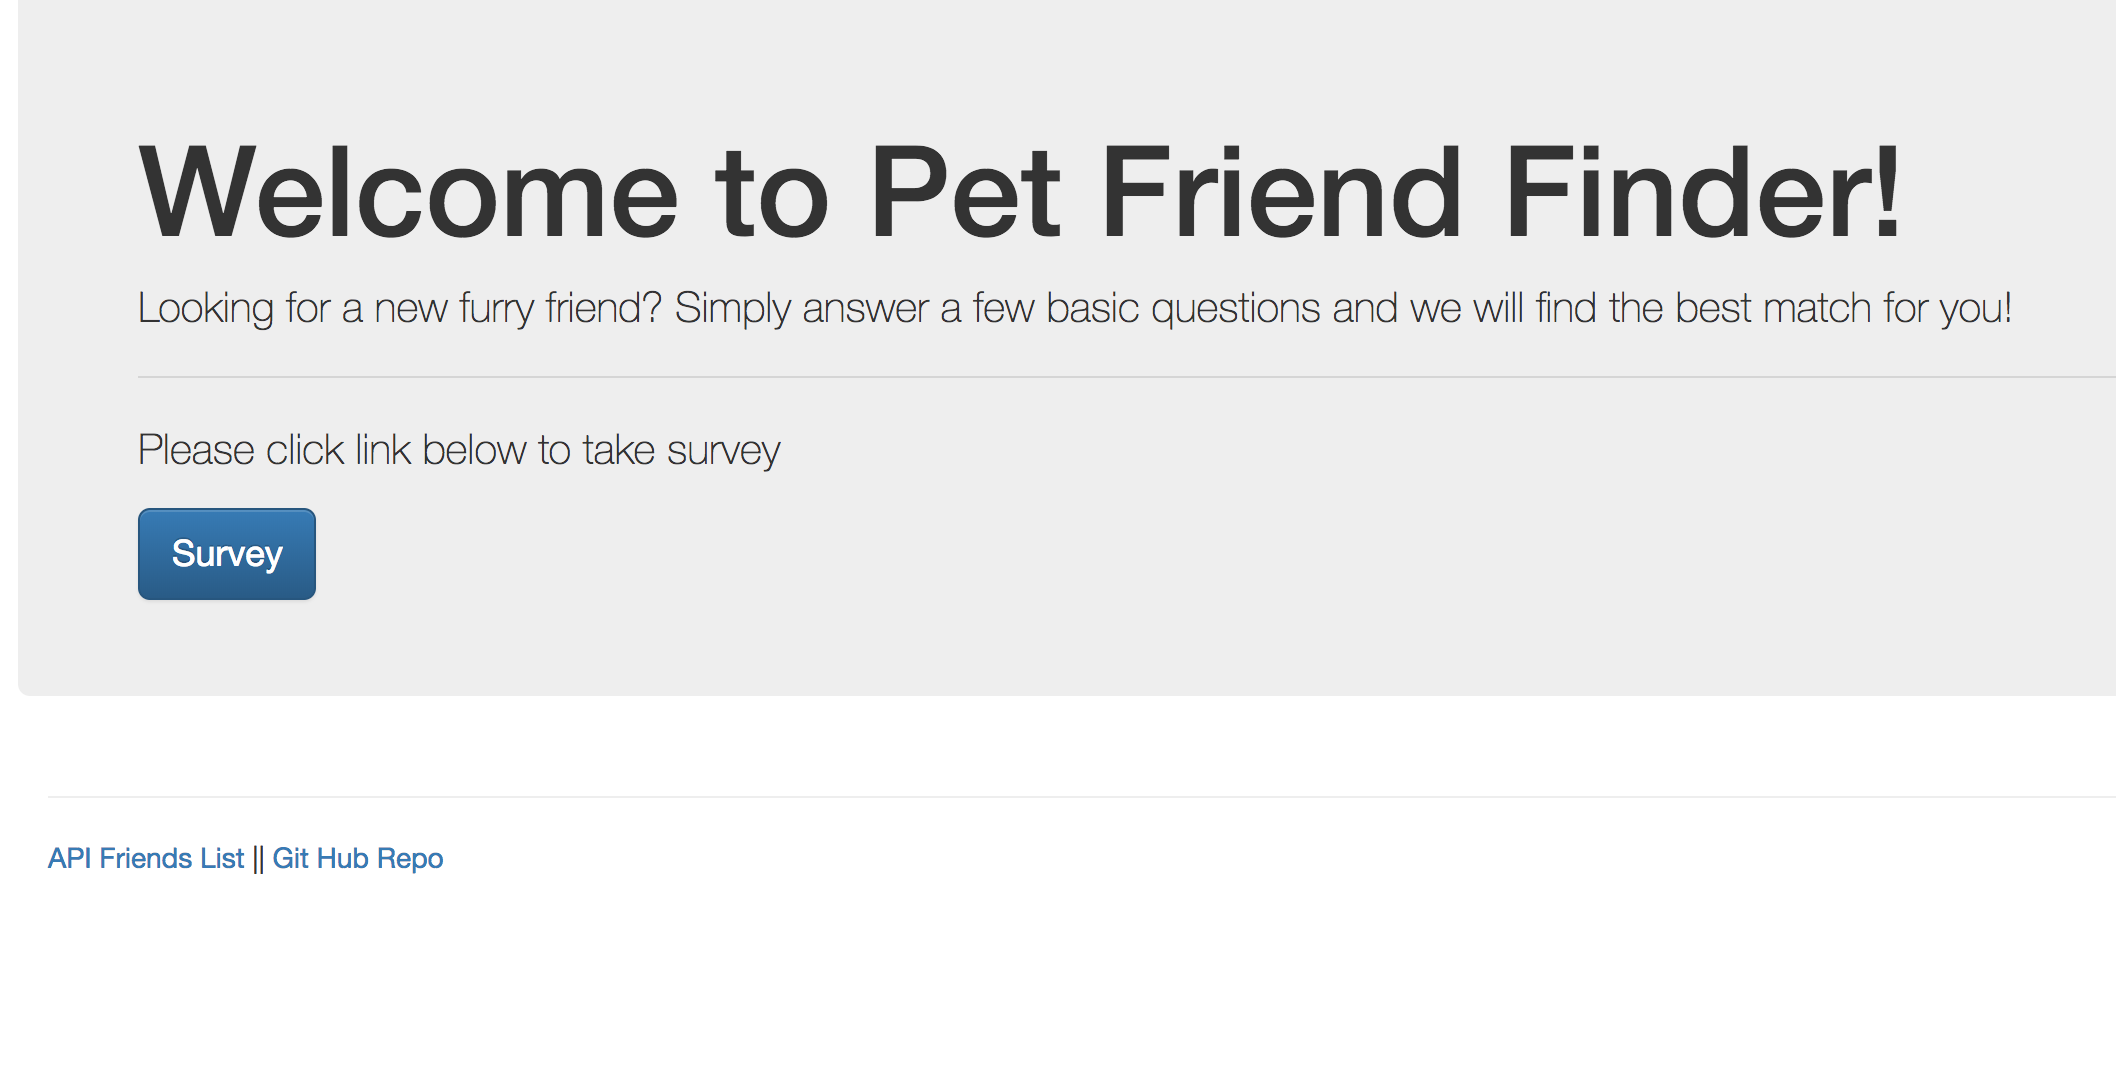 Welcome to Pet Friend Finder!
Looking for a new furry friend? Simply answer a few basic questions and we will find the best match for you!
Please click link below to take survey
Survey
API Friends List || Git Hub Repo